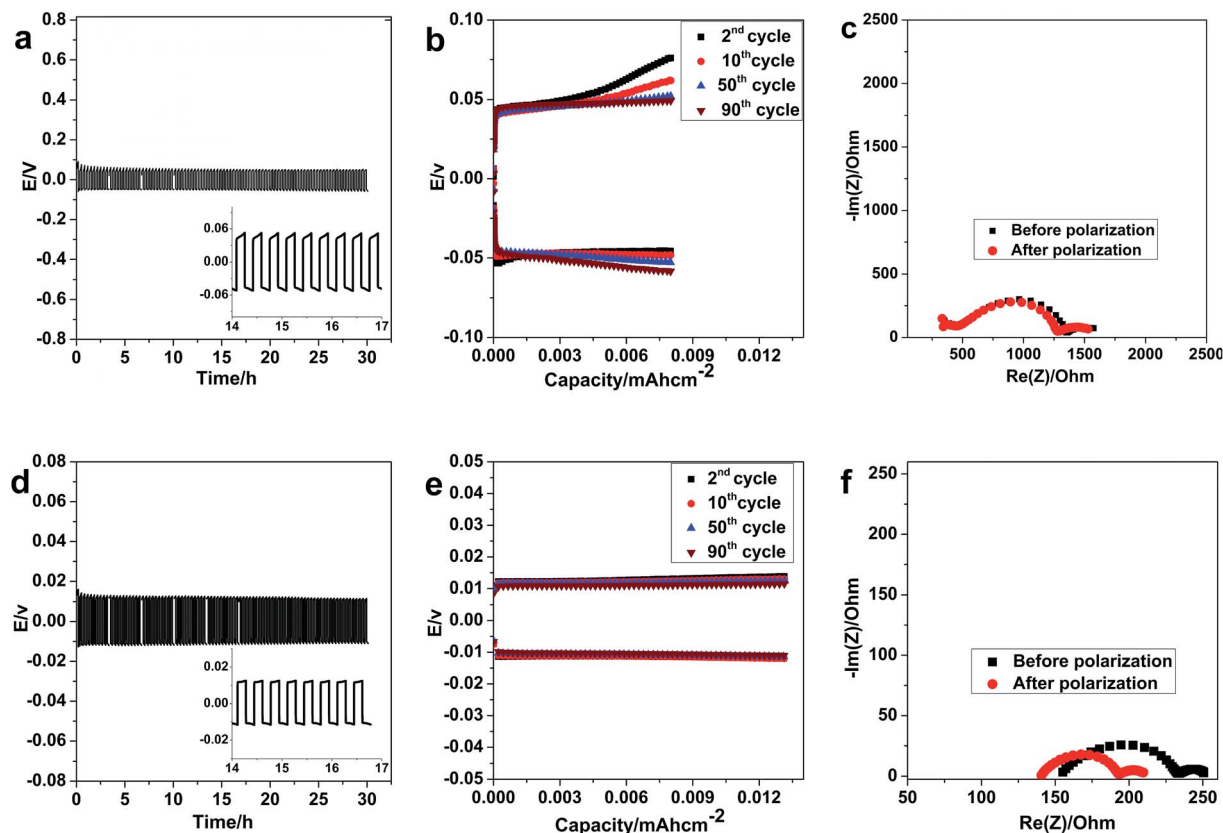 a
0.8
0.6
0.4
0.2
0.0
-0.2
-0.4
-0.6
-0.8
E/V
0.06
0.00
-0.06
14 15 16 17
0 5 10 15 20 25 30
Time/h
b
2nd cycle
10th cycle
50th cycle
90th cycle
0.10
0.05
0.00
-0.05
-0.10
E/v
0.000 0.003 0.006 0.009 0.012
Capacity/mAhcm-2
c
2500
2000
1500
1000
500
0
-Im(Z)/Ohm
Before polarization
After polarization
500 1000 1500 2000 2500
Re(Z)/Ohm
d
0.08
0.06
0.04
0.02
0.00
-0.02
-0.04
-0.06
-0.08
E/v
0.02
0.00
-0.02
14 15 16 17
0 5 10 15 20 25 30
Time/h
e
2nd cycle
10th cycle
50th cycle
90th cycle
0.05
0.04
0.03
0.02
0.01
0.00
-0.01
-0.02
-0.03
-0.04
-0.05
E/v
0.000 0.003 0.006 0.009 0.012
Capacity/mAhcm-2
f
250
200
150
100
50
25
0
-Im(Z)/Ohm
Before polarization
After polarization
50 100 150 200 250
Re(Z)/Ohm